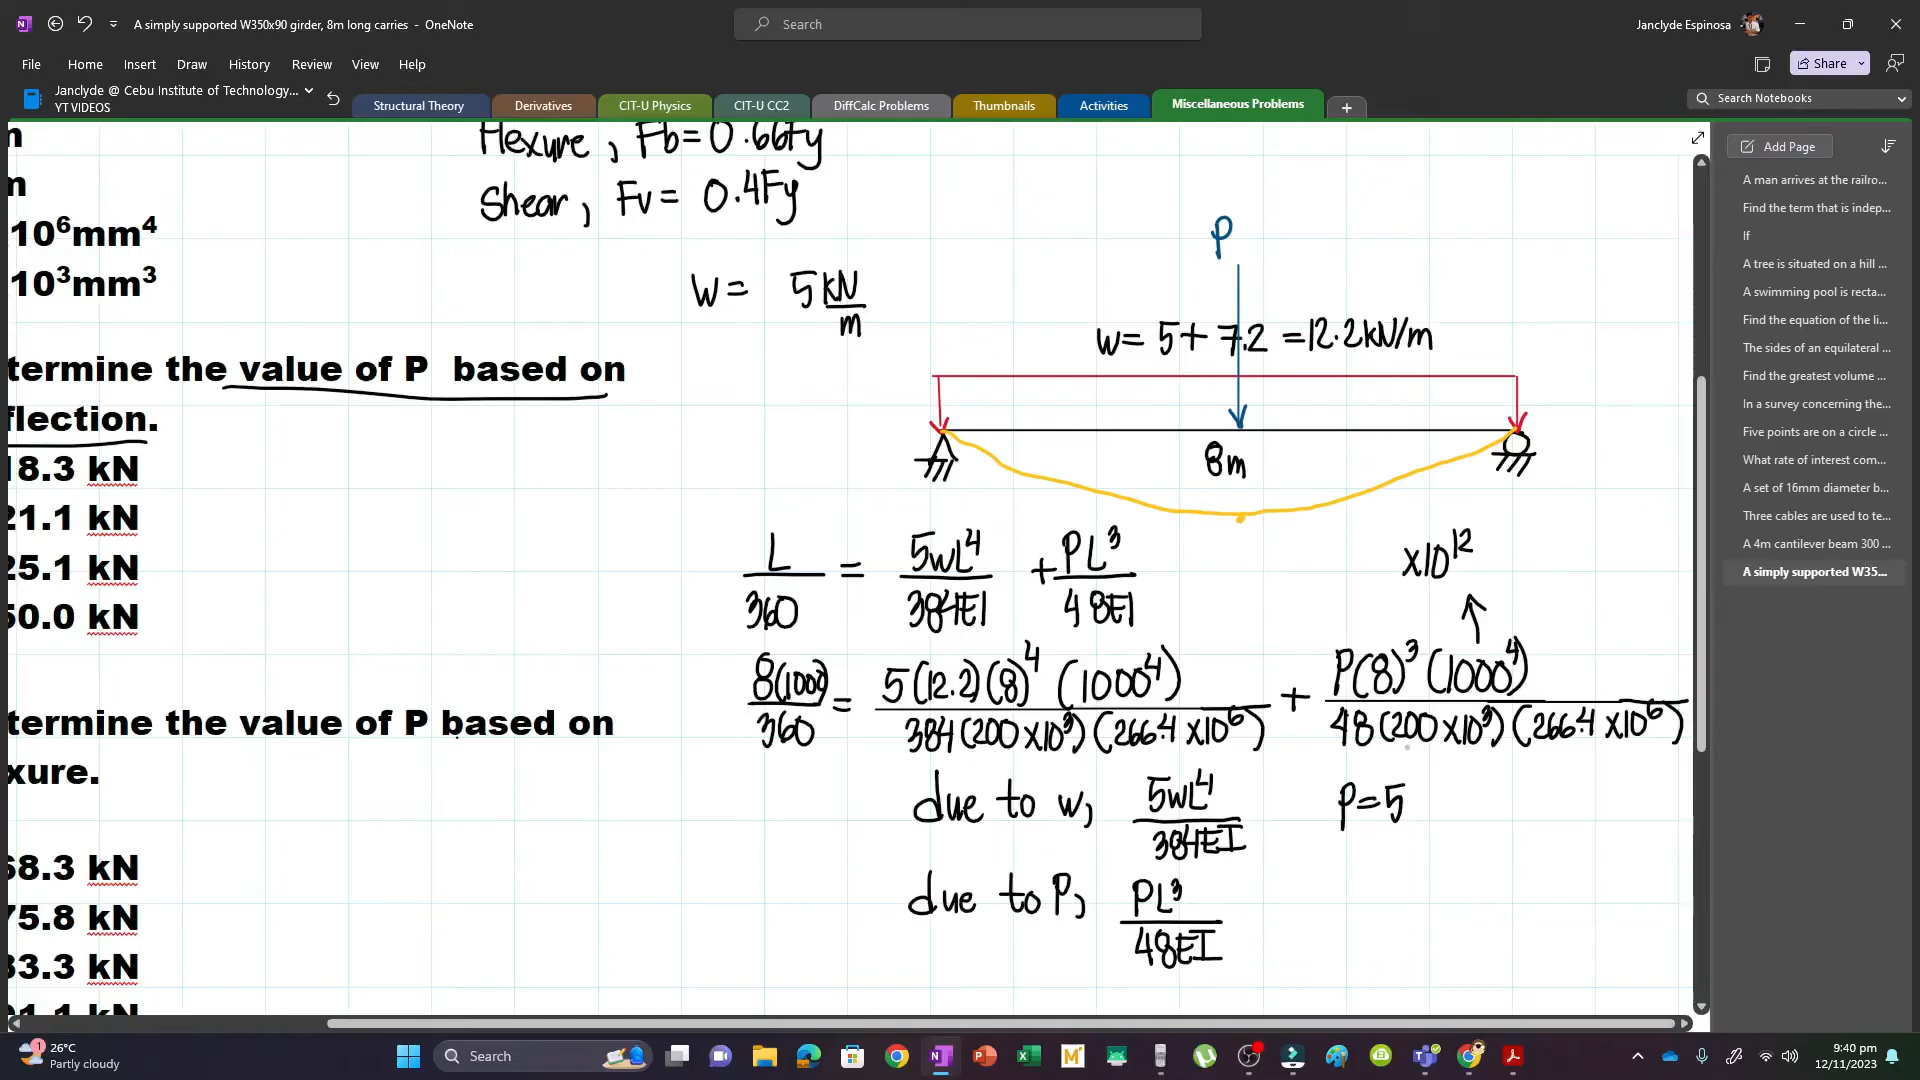 A simply supported W350x90 girder, 8m long carries - OneNote
Search
Janclyde Espinosa
File Home Insert Draw History Review View Help
Share
Janclyde @ Cebu Institute of Technology...
YT VIDEOS
Structural Theory Derivatives CIT-U Physics CIT-U CC2 DiffCalc Problems Thumbnails Activities Miscellaneous Problems +
Search Notebooks
Add Page
A man arrives at the railro...
Find the term that is indep...
If
A tree is situated on a hill ...
A swimming pool is recta...
Find the equation of the li...
The sides of an equilateral ...
Find the greatest volume ...
In a survey concerning the...
Five points are on a circle ...
What rate of interest com...
A set of 16mm diameter b...
Three cables are used to te...
A 4m cantilever beam 300 ...
A simply supported W35...
m
10⁶mm⁴
10³mm³
termine the value of P based on
flection.
18.3 kN
21.1 kN
25.1 kN
50.0 kN
termine the value of P based on
xure.
68.3 kN
75.8 kN
83.3 kN
Flexure, Fb = 0.66Fy
Shear, Fv = 0.4Fy
W = 5 kN/m
P
w = 5 + 7.2 = 12.2 kN/m
8m
L/360 = 5wL⁴/384EI + PL³/48EI
x10¹²
8(1000)/360 = 5(12.2)(8)⁴(1000⁴)/384(200x10³)(266.4x10⁶) + P(8)³(1000⁴)/48(200x10³)(266.4x10⁶)
due to w, 5wL⁴/384EI
P=5
due to P, PL³/48EI
1
26°C
Partly cloudy
Search
9:40 pm
12/11/2023